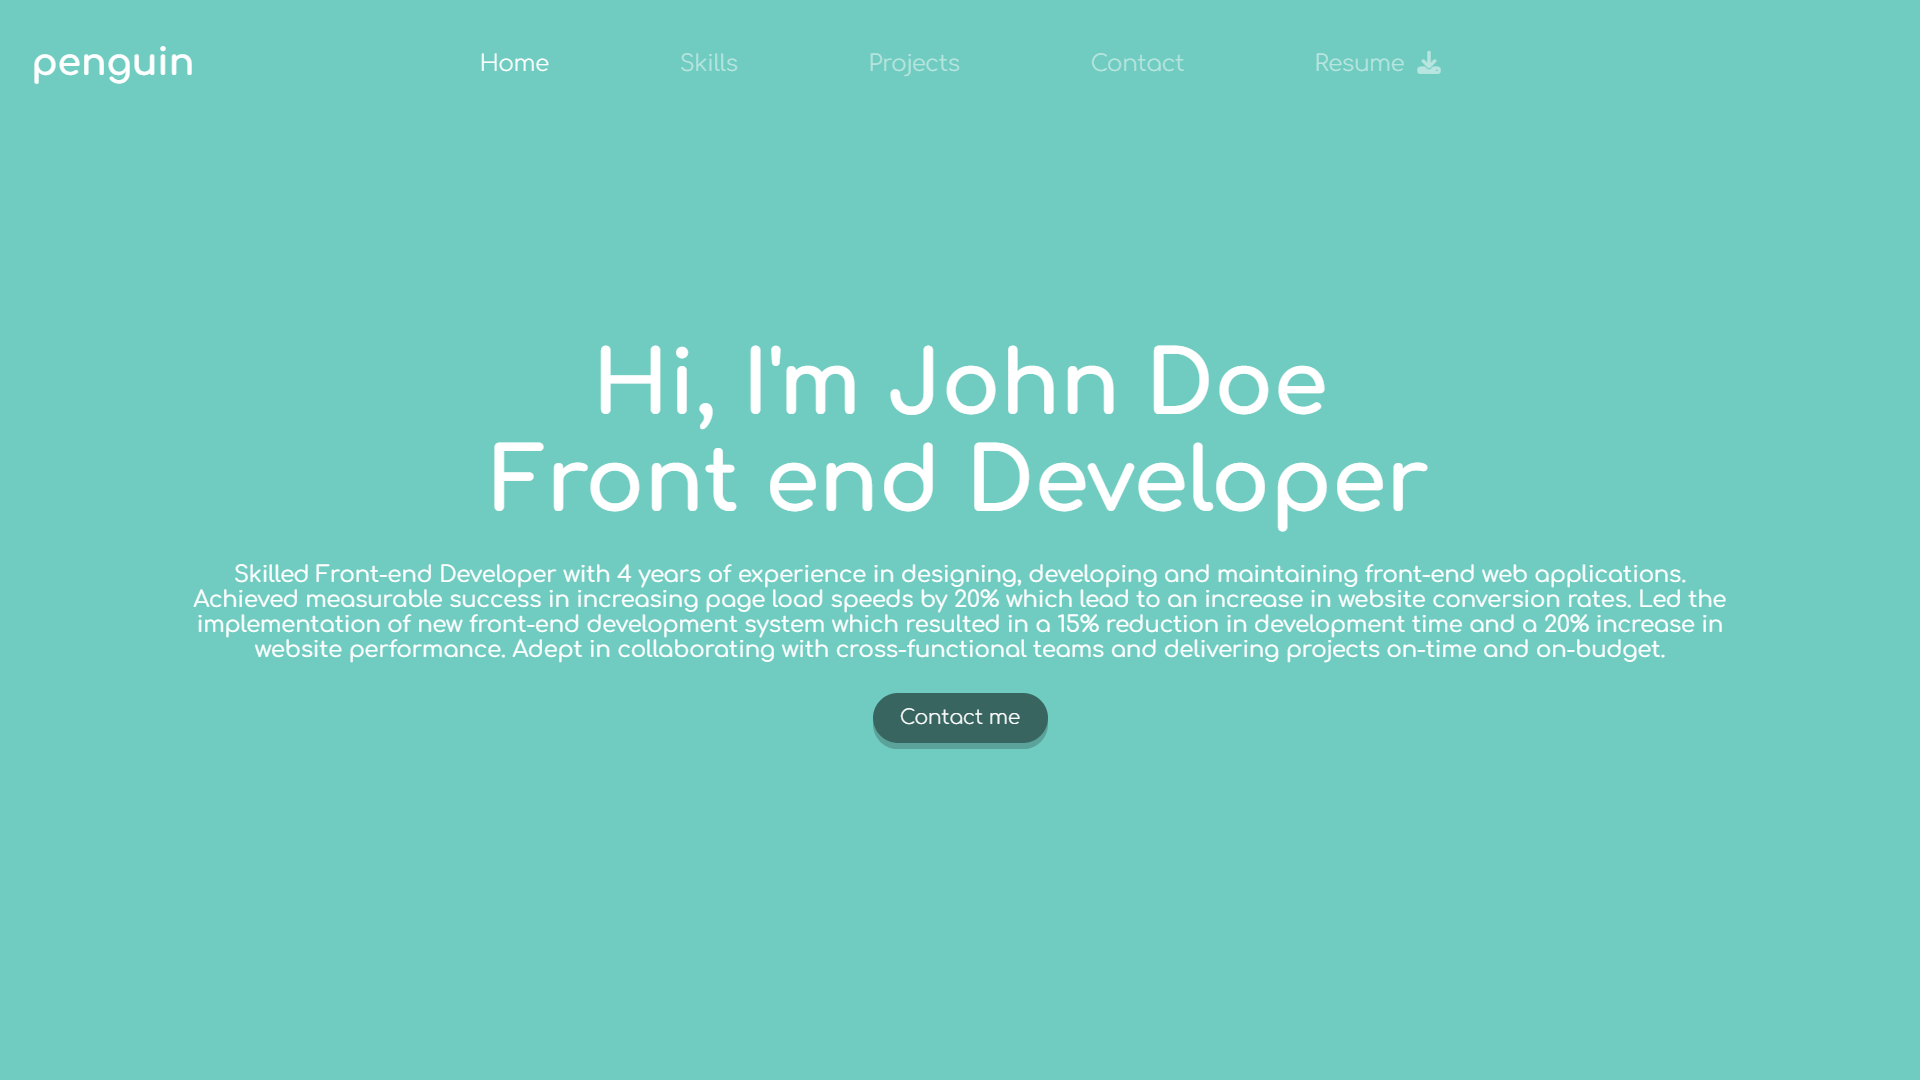 penguin
Home
Skills
Projects
Contact
Resume
Hi, I'm John Doe
Front end Developer
Skilled Front-end Developer with 4 years of experience in designing, developing and maintaining front-end web applications.
Achieved measurable success in increasing page load speeds by 20% which lead to an increase in website conversion rates. Led the
implementation of new front-end development system which resulted in a 15% reduction in development time and a 20% increase in
website performance. Adept in collaborating with cross-functional teams and delivering projects on-time and on-budget.
Contact me